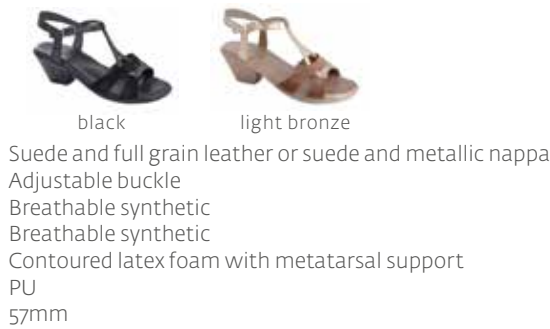 black
light bronze
Suede and full grain leather or suede and metallic nappa
Adjustable buckle
Breathable synthetic
Breathable synthetic
Contoured latex foam with metatarsal support
PU
57mm